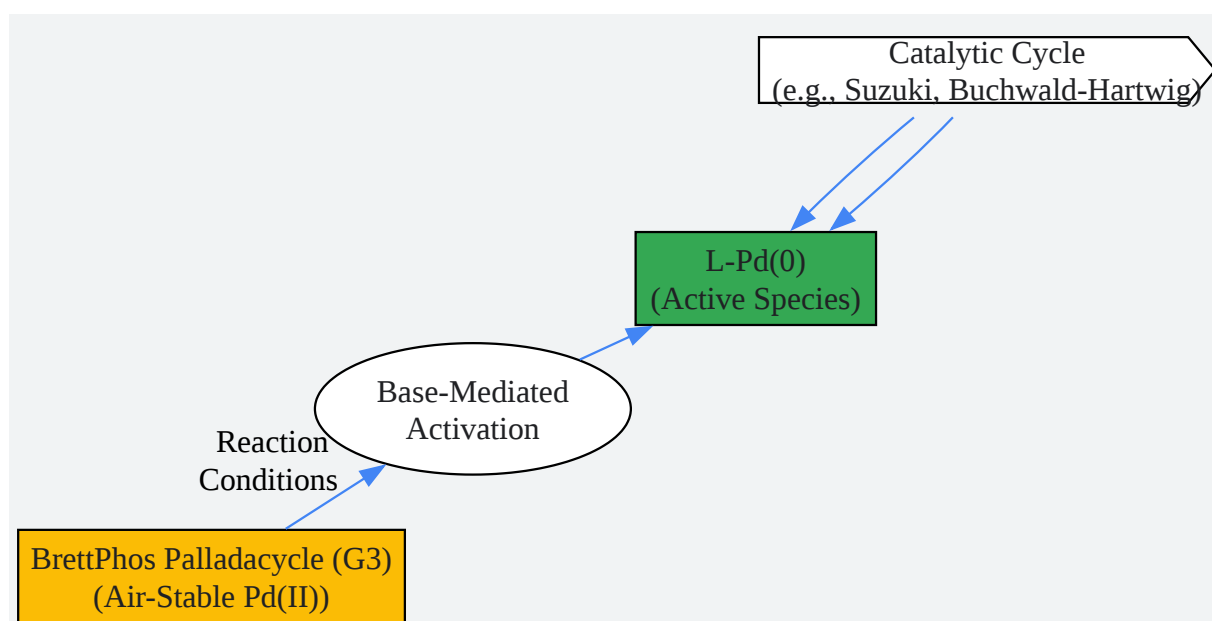 Catalytic Cycle
(e.g., Suzuki, Buchwald-Hartwig)
L-Pd(0)
(Active Species)
Base-Mediated
Activation
Reaction
Conditions
BrettPhos Palladacycle (G3)
(Air-Stable Pd(II))